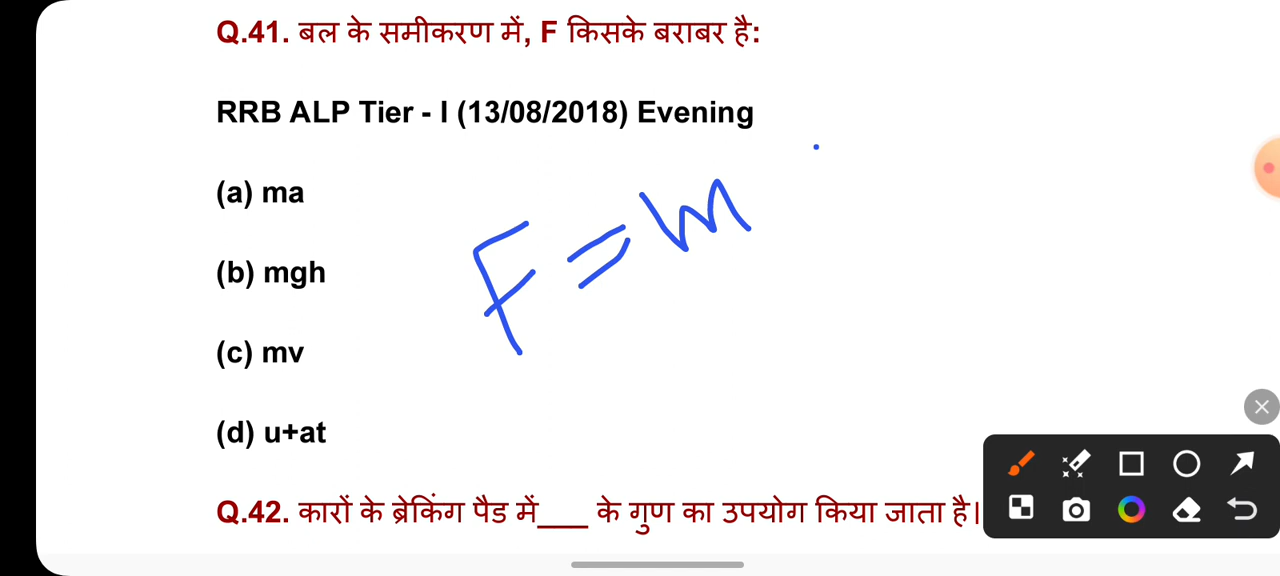 Q.41. बल के समीकरण में, F किसके बराबर है:
RRB ALP Tier - I (13/08/2018) Evening
(a) ma
F = m
(b) mgh
(c) mv
(d) u+at
Q.42. कारों के ब्रेकिंग पैड में___ के गुण का उपयोग किया जाता है।